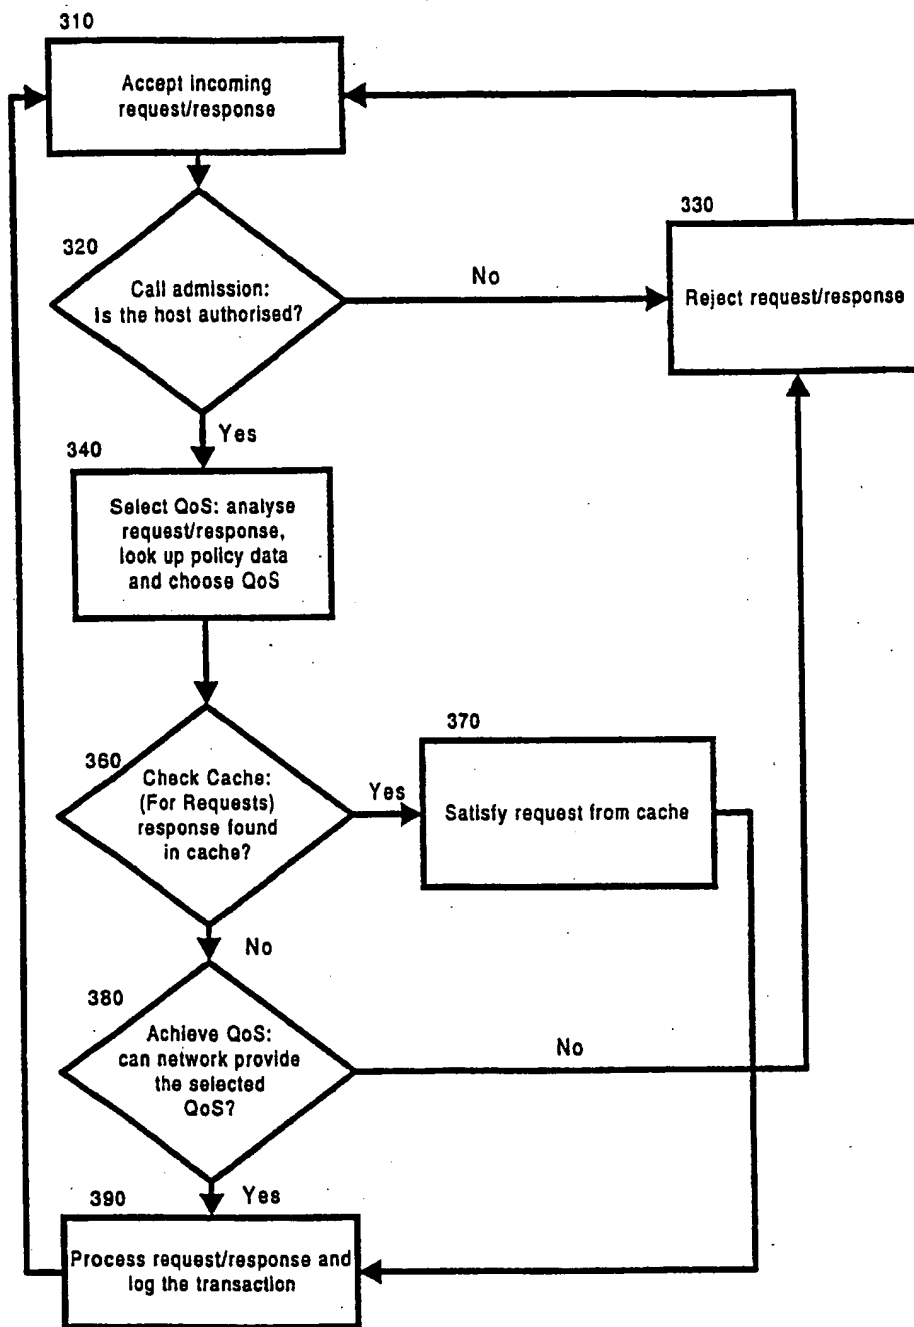 310
Accept incoming
request/response
320
Call admission:
Is the host authorised?
No
330
Reject request/response
Yes
340
Select QoS: analyse
request/response,
look up policy data
and choose QoS
360
Check Cache:
(For Requests)
response found
in cache?
Yes
370
Satisfy request from cache
No
380
Achieve QoS:
can network provide
the selected
QoS?
No
Yes
390
Process request/response and
log the transaction